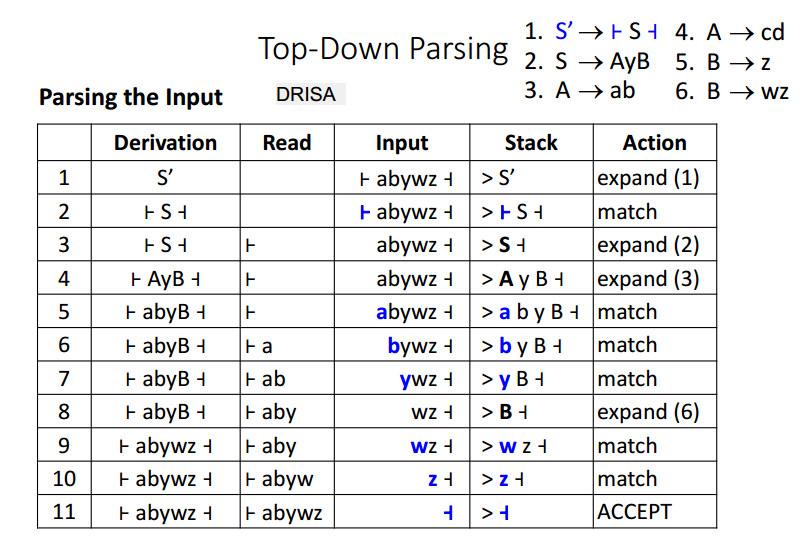 Top-Down Parsing
1. S’ → ⊢ S ⊣ 4. A → cd
2. S → AyB 5. B → z
3. A → ab 6. B → wz
Parsing the Input DRISA
Derivation Read Input Stack Action
1 S’ ⊢ abywz ⊣ > S’ expand (1)
2 ⊢ S ⊣ ⊢ abywz ⊣ > ⊢ S ⊣ match
3 ⊢ S ⊣ ⊢ abywz ⊣ > S ⊣ expand (2)
4 ⊢ AyB ⊣ ⊢ abywz ⊣ > A y B ⊣ expand (3)
5 ⊢ abyB ⊣ ⊢ abywz ⊣ > a b y B ⊣ match
6 ⊢ abyB ⊣ ⊢ a bywz ⊣ > b y B ⊣ match
7 ⊢ abyB ⊣ ⊢ ab ywz ⊣ > y B ⊣ match
8 ⊢ abyB ⊣ ⊢ aby wz ⊣ > B ⊣ expand (6)
9 ⊢ abywz ⊣ ⊢ aby wz ⊣ > w z ⊣ match
10 ⊢ abywz ⊣ ⊢ abyw z ⊣ > z ⊣ match
11 ⊢ abywz ⊣ ⊢ abywz ⊣ > ⊣ ACCEPT